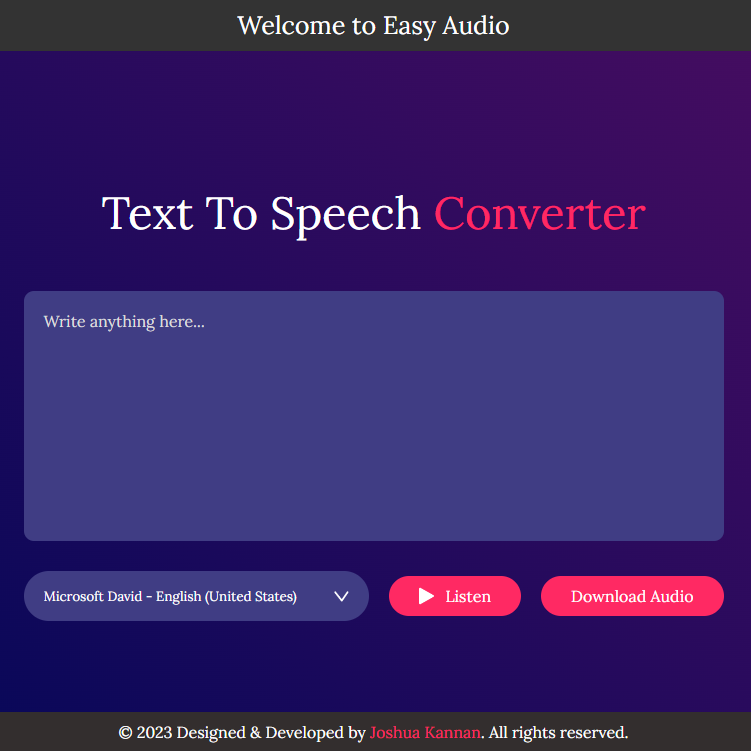 Welcome to Easy Audio
Text To Speech Converter
Write anything here...
Microsoft David - English (United States)
Listen
Download Audio
© 2023 Designed & Developed by Joshua Kannan. All rights reserved.